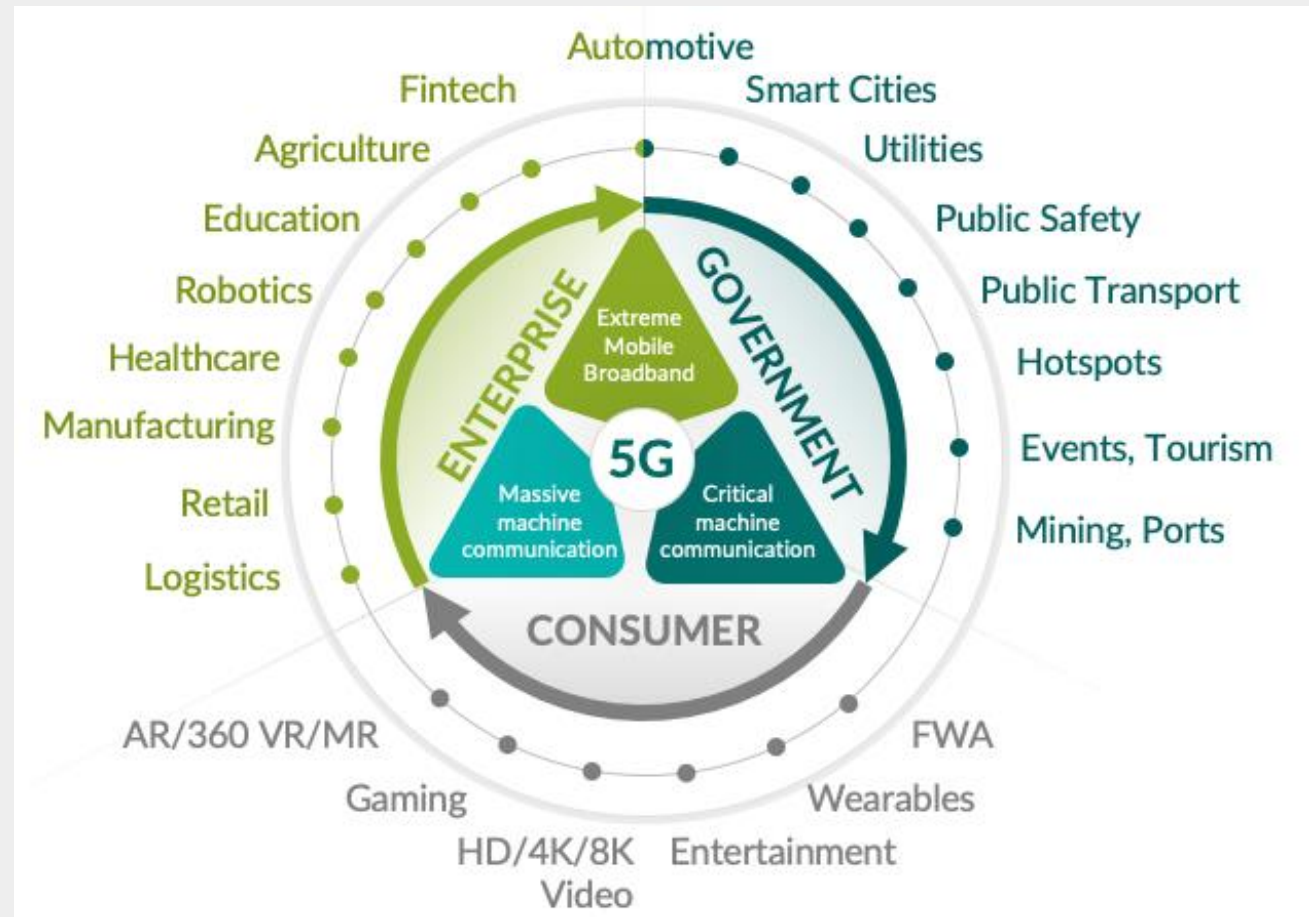 Automotive
Fintech
Smart Cities
Agriculture
Utilities
Education
Public Safety
Robotics
Public Transport
Healthcare
Hotspots
Manufacturing
Events, Tourism
Retail
Mining, Ports
Logistics
ENTERPRISE
GOVERNMENT
Extreme
Mobile
Broadband
5G
Massive
machine
communication
Critical
machine
communication
CONSUMER
AR/360 VR/MR
FWA
Gaming
Wearables
HD/4K/8K
Video
Entertainment